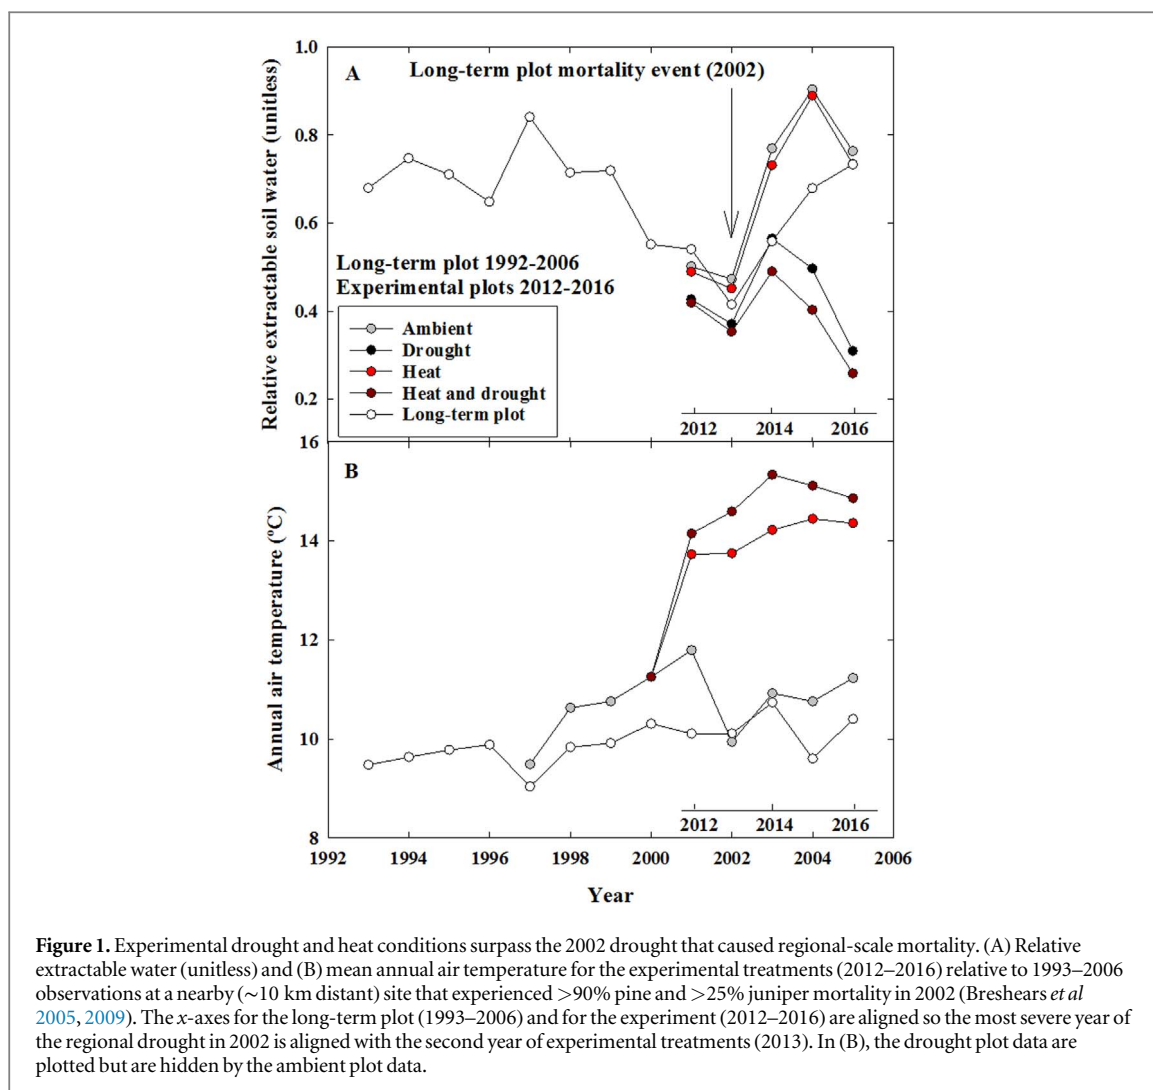 1.0
A
Long-term plot mortality event (2002)
0.8
0.6
0.4
0.2
Relative extractable soil water (unitless)
Long-term plot 1992-2006
Experimental plots 2012-2016
Ambient
Drought
Heat
Heat and drought
Long-term plot
2012 2014 2016
16
B
14
12
10
8
Annual air temperature (ºC)
2012 2014 2016
1992 1994 1996 1998 2000 2002 2004 2006
Year
Figure 1. Experimental drought and heat conditions surpass the 2002 drought that caused regional-scale mortality. (A) Relative
extractable water (unitless) and (B) mean annual air temperature for the experimental treatments (2012–2016) relative to 1993–2006
observations at a nearby (∼10 km distant) site that experienced >90% pine and >25% juniper mortality in 2002 (Breshears et al
2005, 2009). The x-axes for the long-term plot (1993–2006) and for the experiment (2012–2016) are aligned so the most severe year of
the regional drought in 2002 is aligned with the second year of experimental treatments (2013). In (B), the drought plot data are
plotted but are hidden by the ambient plot data.